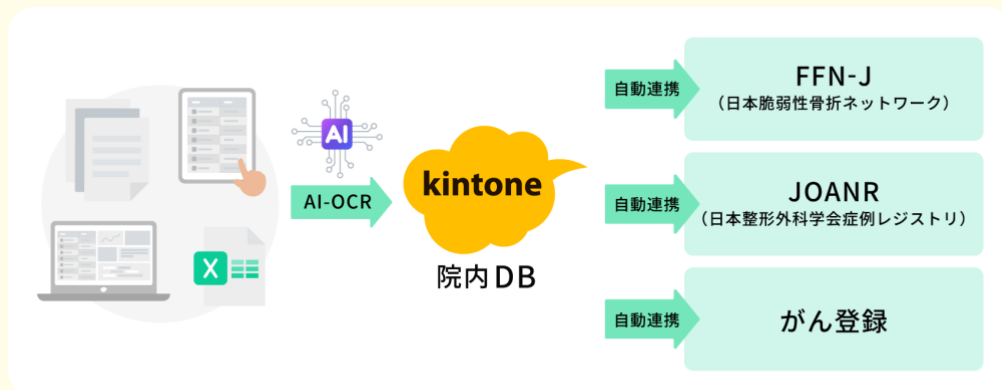 AI
AI-OCR
kintone
院内DB
自動連携
FFN-J
（日本脆弱性骨折ネットワーク）
自動連携
JOANR
（日本整形外科学会症例レジストリ）
自動連携
がん登録
X